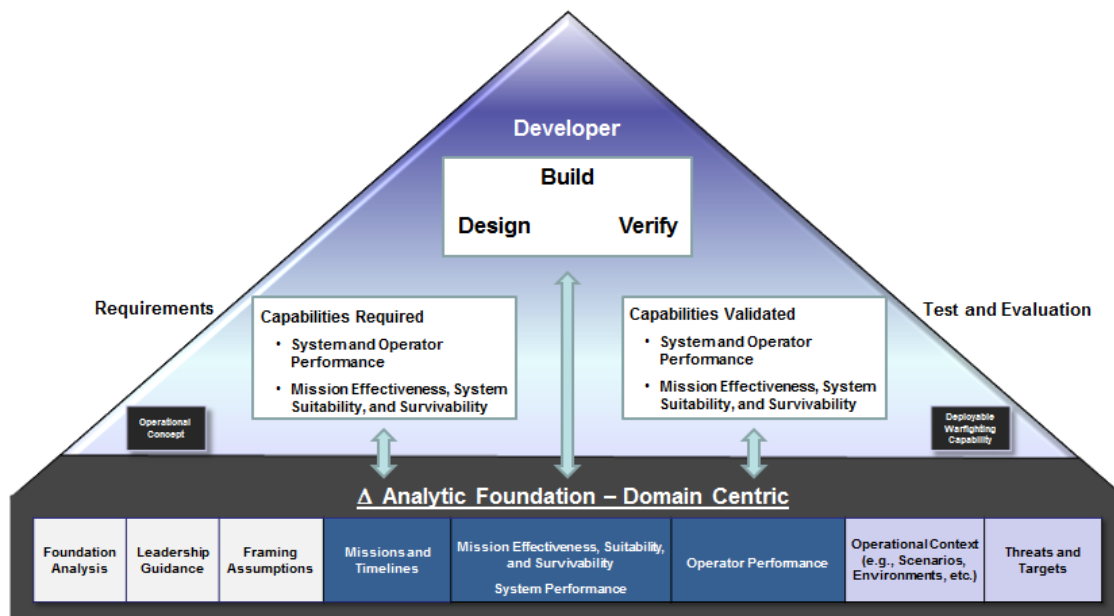 Developer
Build
Design Verify
Requirements
Test and Evaluation
Capabilities Required
• System and Operator
Performance
• Mission Effectiveness, System
Suitability, and Survivability
Capabilities Validated
• System and Operator
Performance
• Mission Effectiveness, System
Suitability, and Survivability
Operational
Concept
Deployable
Warfighting
Capability
Δ Analytic Foundation – Domain Centric
Foundation
Analysis
Leadership
Guidance
Framing
Assumptions
Missions and
Timelines
Mission Effectiveness, Suitability,
and Survivability
System Performance
Operator Performance
Operational Context
(e.g., Scenarios,
Environments, etc.)
Threats and
Targets